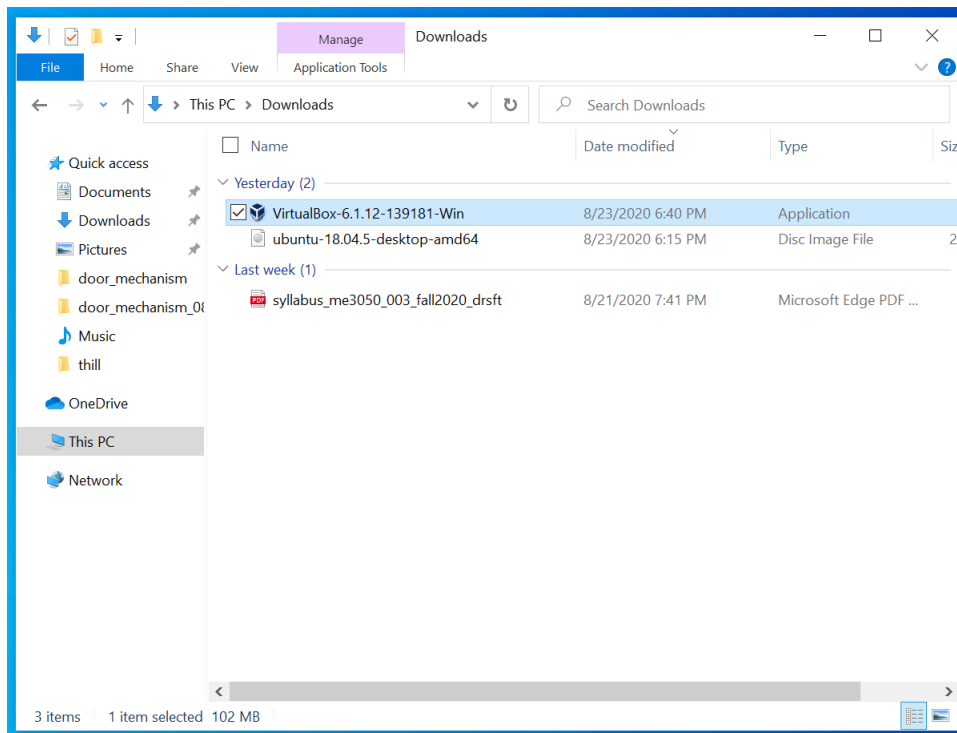 Manage Downloads
File Home Share View Application Tools ?
This PC > Downloads Search Downloads
Name Date modified Type Siz
Quick access
Documents
Downloads
Pictures
door_mechanism
door_mechanism_08
Music
thill
OneDrive
This PC
Network
Yesterday (2)
VirtualBox-6.1.12-139181-Win 8/23/2020 6:40 PM Application
ubuntu-18.04.5-desktop-amd64 8/23/2020 6:15 PM Disc Image File 2
Last week (1)
PDF syllabus_me3050_003_fall2020_drsft 8/21/2020 7:41 PM Microsoft Edge PDF ...
3 items 1 item selected 102 MB